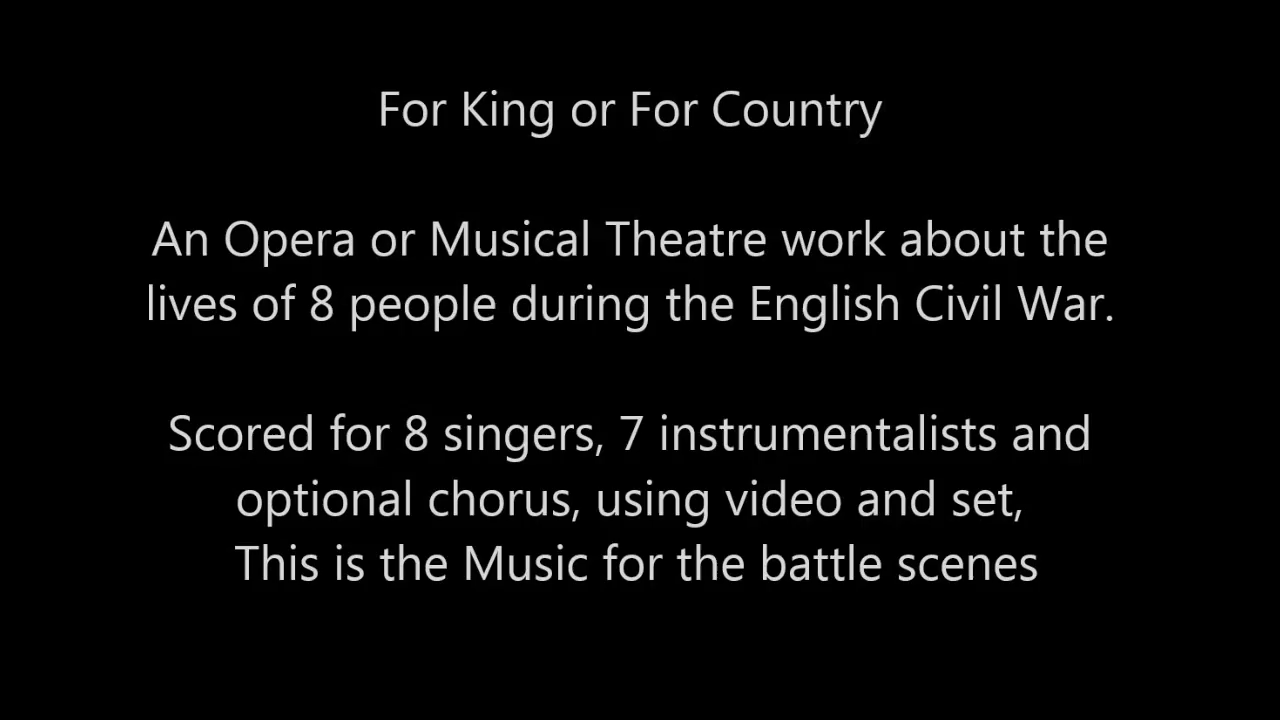 For King or For Country
An Opera or Musical Theatre work about the
lives of 8 people during the English Civil War.
Scored for 8 singers, 7 instrumentalists and
optional chorus, using video and set,
This is the Music for the battle scenes